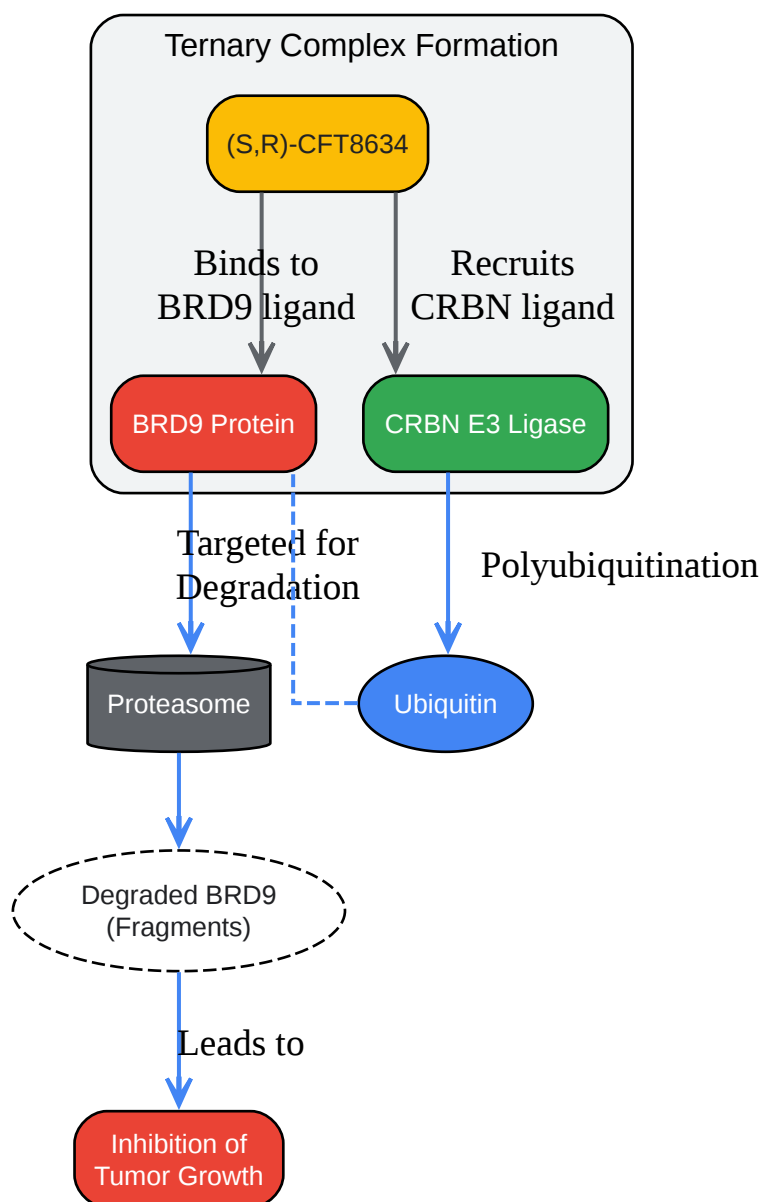 Ternary Complex Formation
(S,R)-CFT8634
Binds to
BRD9 ligand
Recruits
CRBN ligand
BRD9 Protein
CRBN E3 Ligase
Targeted for
Degradation
Polyubiquitination
Proteasome
Ubiquitin
Degraded BRD9
(Fragments)
Leads to
Inhibition of
Tumor Growth